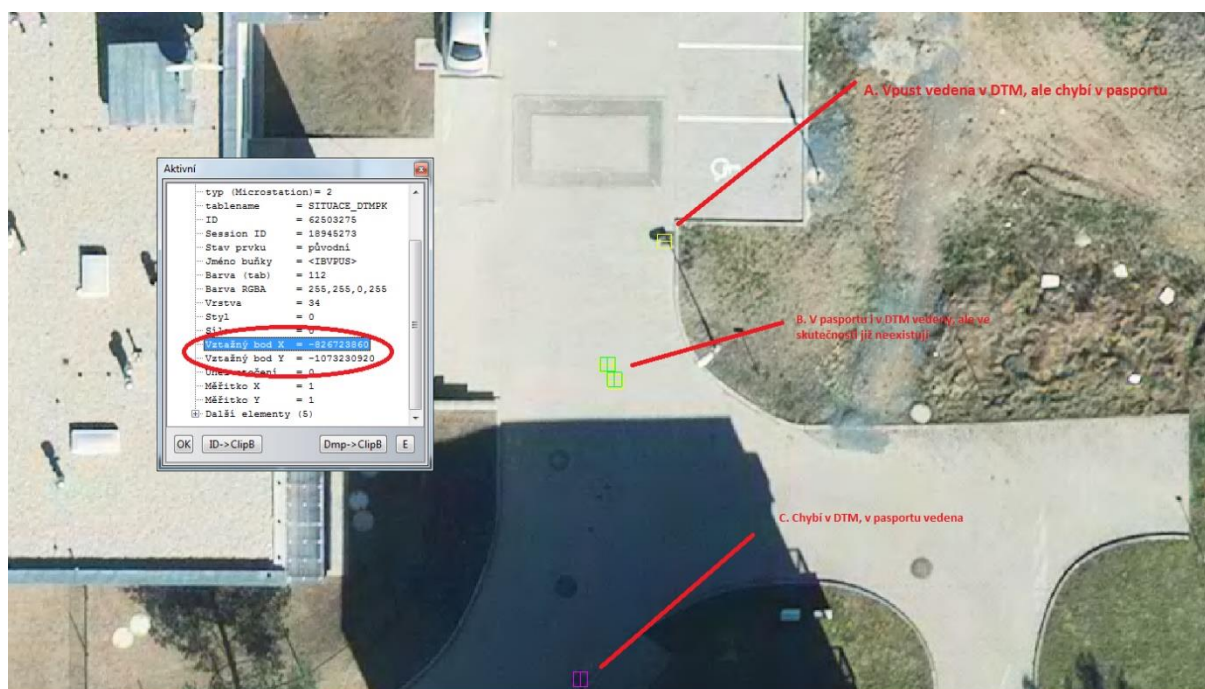 A. Vpust vedena v DTM, ale chybí v pasportu
Aktivní
typ (Microstation)= 2
tablename = SITUACE_DTMPK
ID = 62503275
Session ID = 18945273
Stav prvku = původní
Jméno buňky = <IBVPUS>
Barva (tab) = 112
Barva RGBA = 255,255,0,255
Vrstva = 34
Styl = 0
= 0
Vztažný bod X = -826723860
Vztažný bod Y = -1073230920
= 0
Měřítko X = 1
Měřítko Y = 1
Další elementy (5)
OK ID->ClipB Dmp->ClipB E
B. V pasportu i v DTM vedeny, ale ve
skutečnosti již neexistují
C. Chybí v DTM, v pasportu vedena